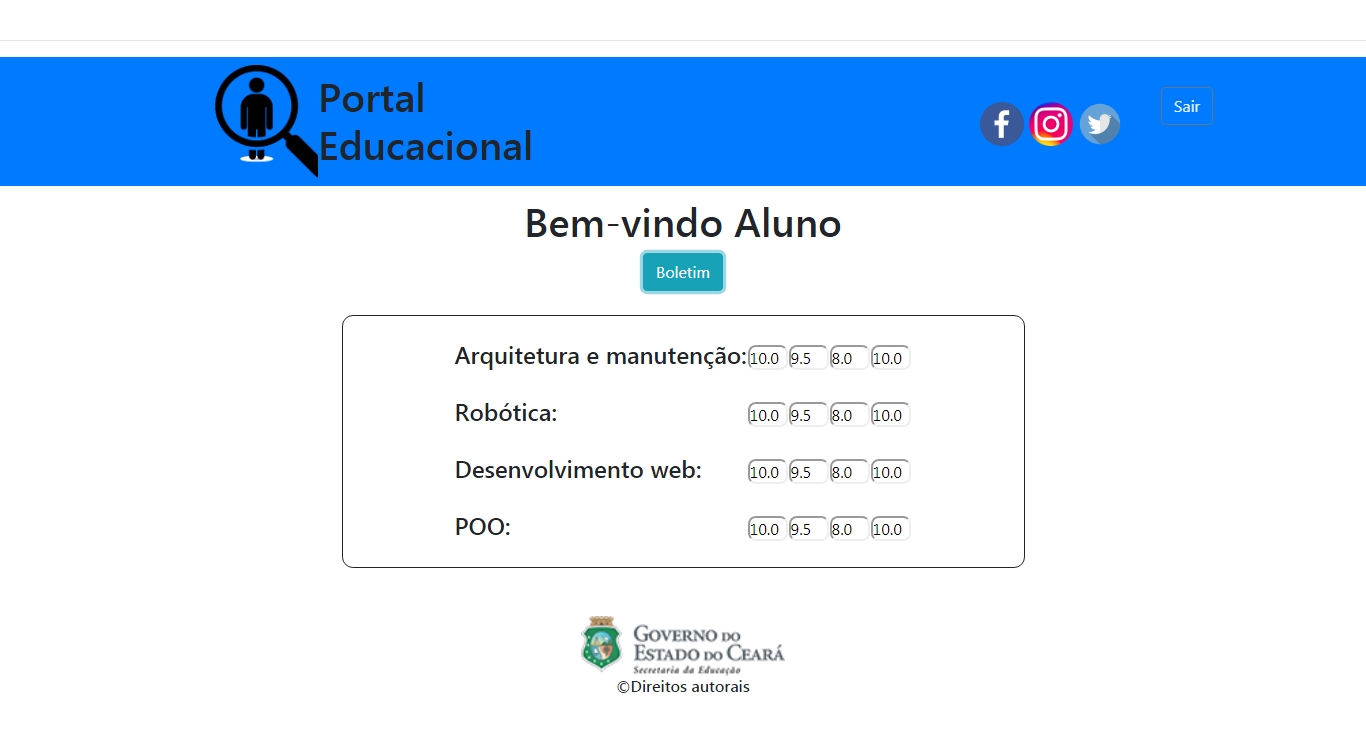 Portal
Educacional
Sair
Bem-vindo Aluno
Boletim
Arquitetura e manutenção: 10.0 9.5 8.0 10.0
Robótica: 10.0 9.5 8.0 10.0
Desenvolvimento web: 10.0 9.5 8.0 10.0
POO: 10.0 9.5 8.0 10.0
GOVERNO DO
ESTADO DO CEARÁ
Secretaria da Educação
©Direitos autorais